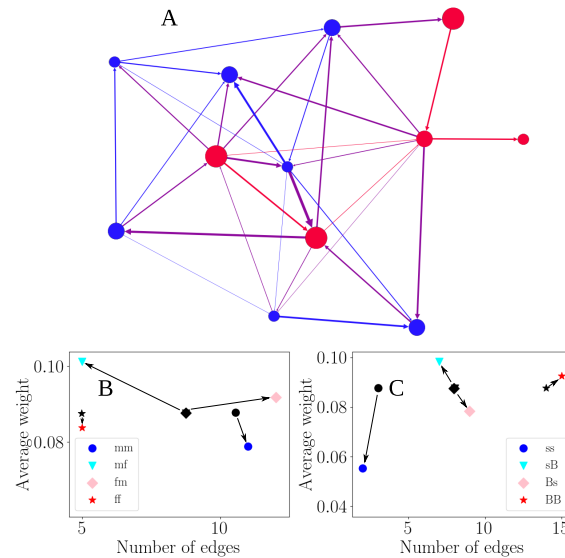 A
B
C
0.10
0.08
Average weight
mm
mf
fm
ff
5
10
Number of edges
0.10
0.08
0.06
0.04
Average weight
ss
sB
Bs
BB
5
10
15
Number of edges